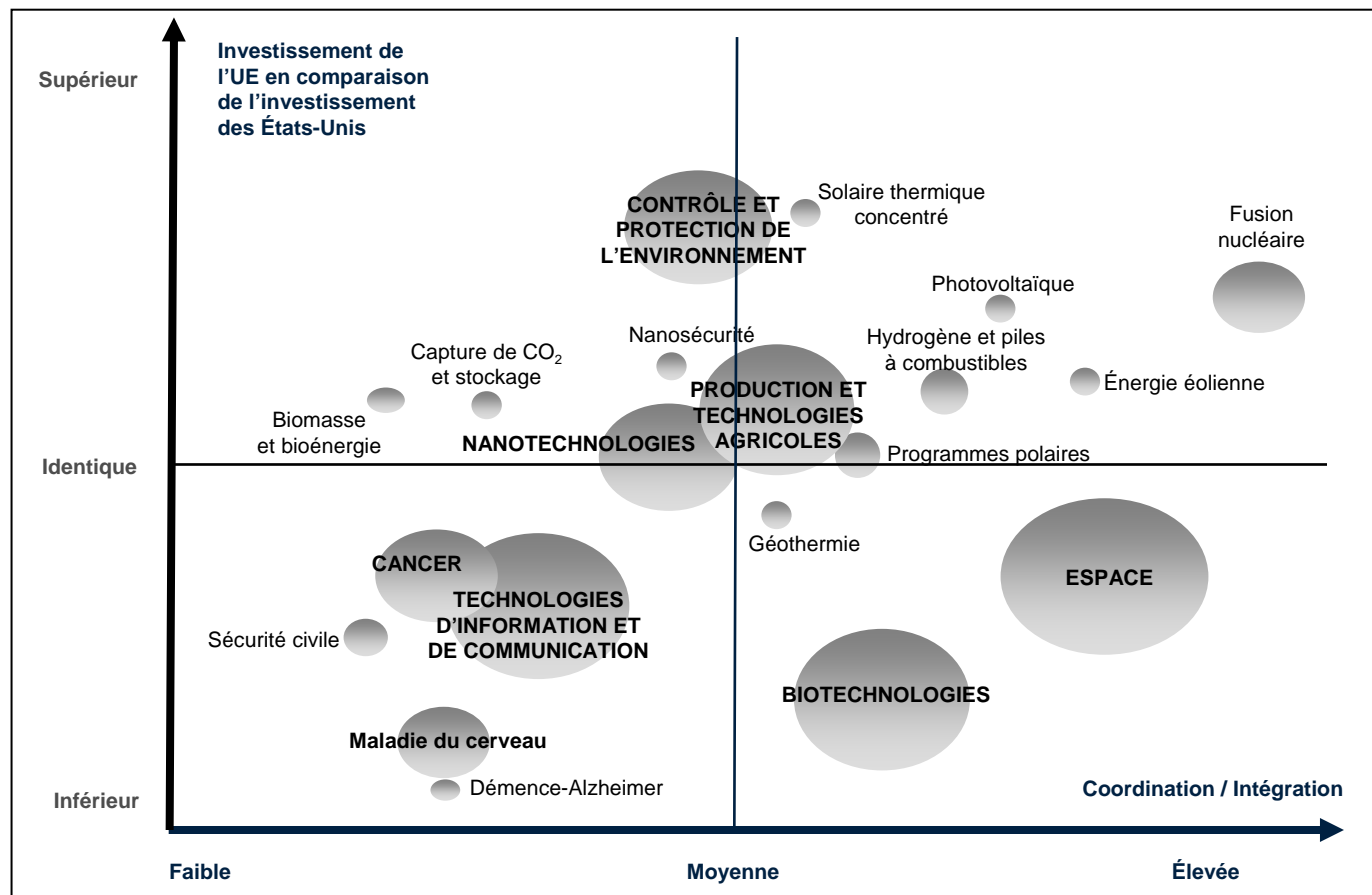 Investissement de
l’UE en comparaison
de l’investissement
des États-Unis
Supérieur
CONTRÔLE ET
PROTECTION DE
L’ENVIRONNEMENT
Solaire thermique
concentré
Fusion
nucléaire
Photovoltaïque
Nanosécurité
Hydrogène et piles
à combustibles
Capture de CO₂
et stockage
Énergie éolienne
PRODUCTION ET
TECHNOLOGIES
AGRICOLES
Biomasse
et bioénergie
NANOTECHNOLOGIES
Programmes polaires
Identique
Géothermie
CANCER
ESPACE
TECHNOLOGIES
D’INFORMATION ET
DE COMMUNICATION
Sécurité civile
BIOTECHNOLOGIES
Maladie du cerveau
Démence-Alzheimer
Coordination / Intégration
Inférieur
Faible
Moyenne
Élevée